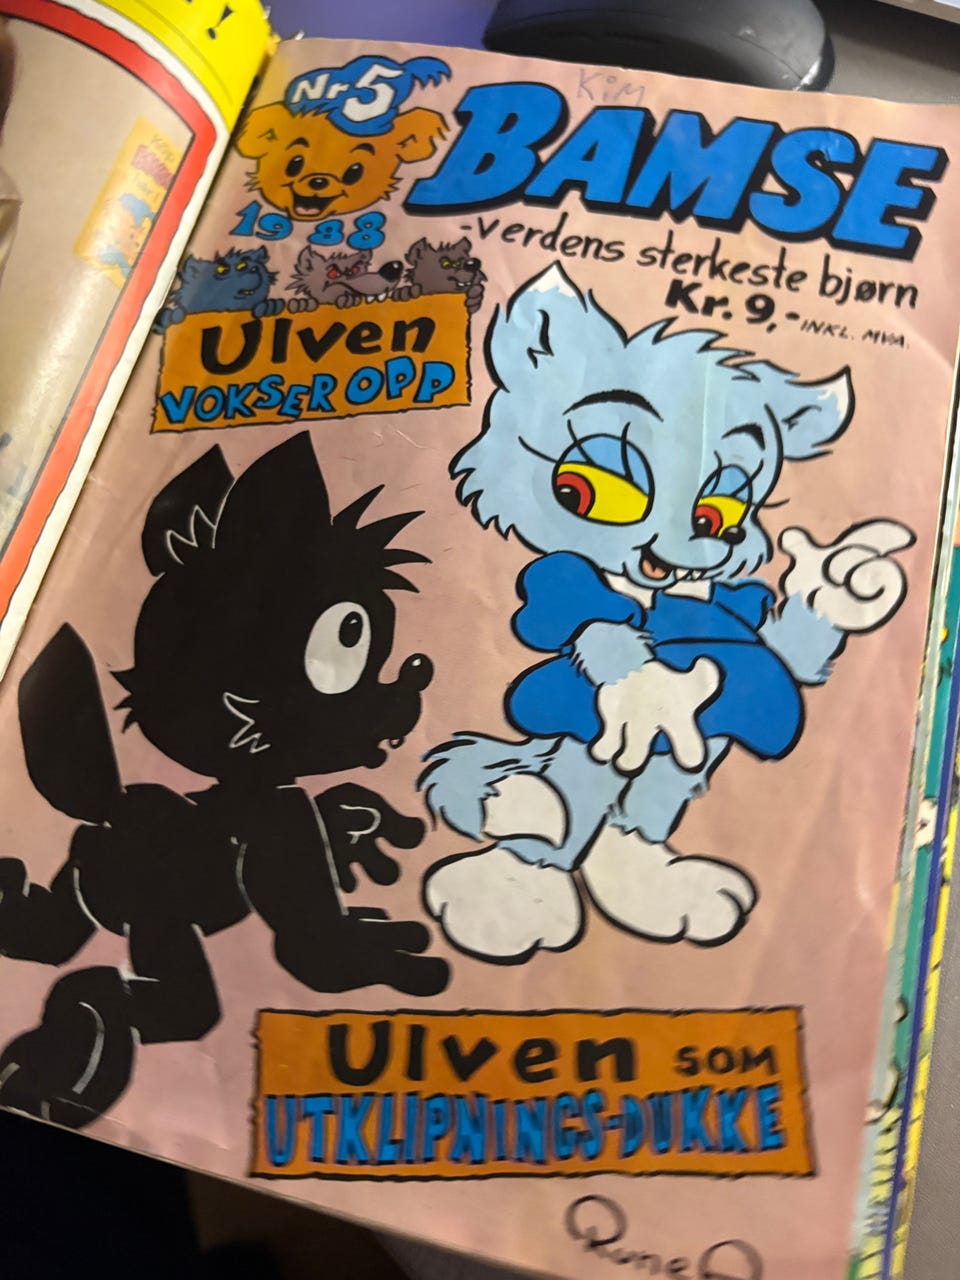 !
Kim
Nr 5
BAMSE
1988
-verdens sterkeste bjørn
Kr. 9,- INKL. MVA.
Ulven
VOKSER OPP
Ulven SOM
UTKLIPNINGS-DUKKE
Rune A